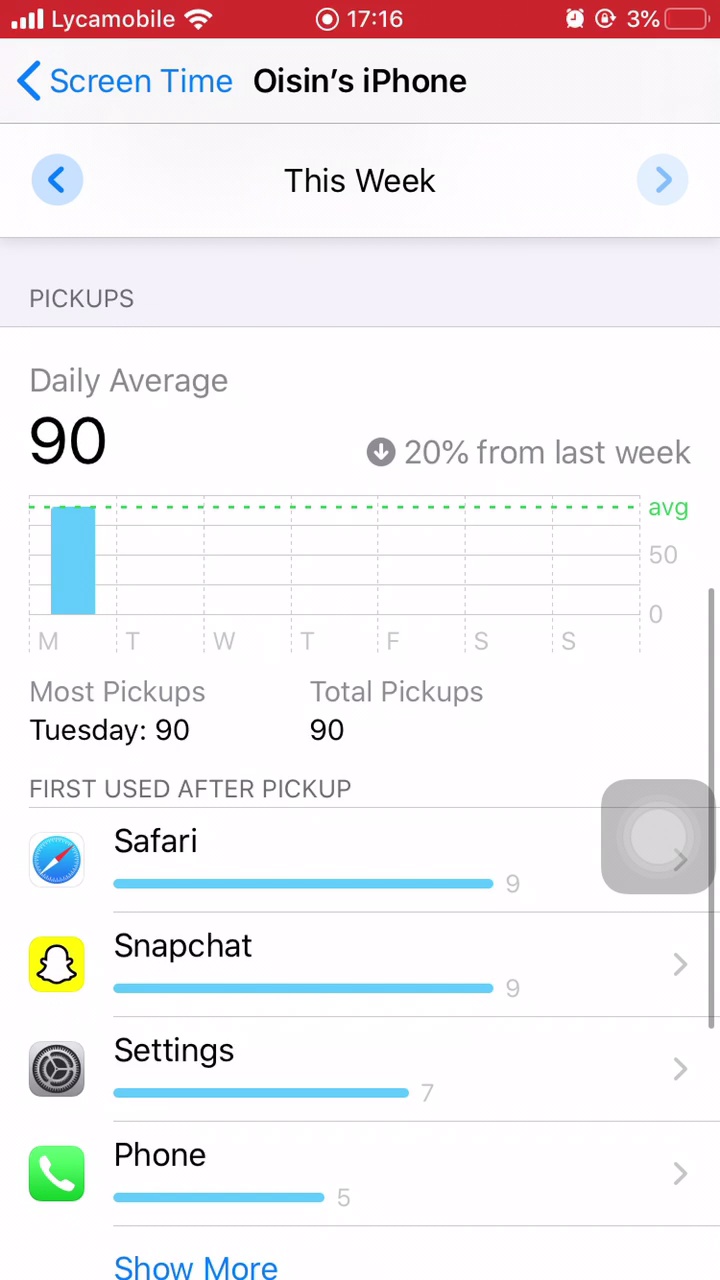 Lycamobile 17:16 3%
Screen Time Oisin's iPhone
This Week
PICKUPS
Daily Average
90
20% from last week
avg
50
0
M T W T F S S
Most Pickups Total Pickups
Tuesday: 90 90
FIRST USED AFTER PICKUP
Safari
9
Snapchat
9
Settings
7
Phone
5
Show More